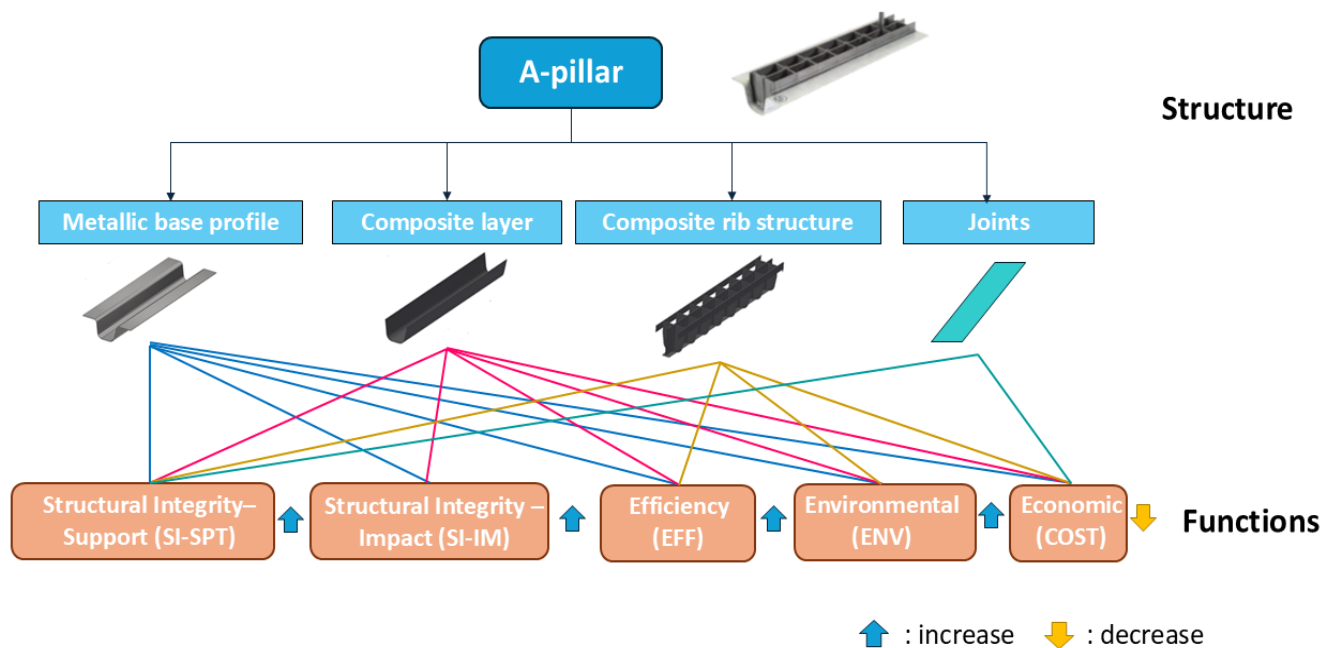 A-pillar
Structure
Metallic base profile
Composite layer
Composite rib structure
Joints
Structural Integrity–
Support (SI-SPT)
Structural Integrity –
Impact (SI-IM)
Efficiency
(EFF)
Environmental
(ENV)
Economic
(COST)
Functions
: increase
: decrease